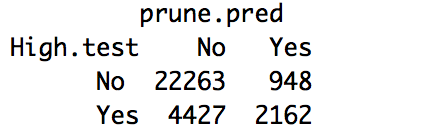 prune.pred
High.test No Yes
No 22263 948
Yes 4427 2162